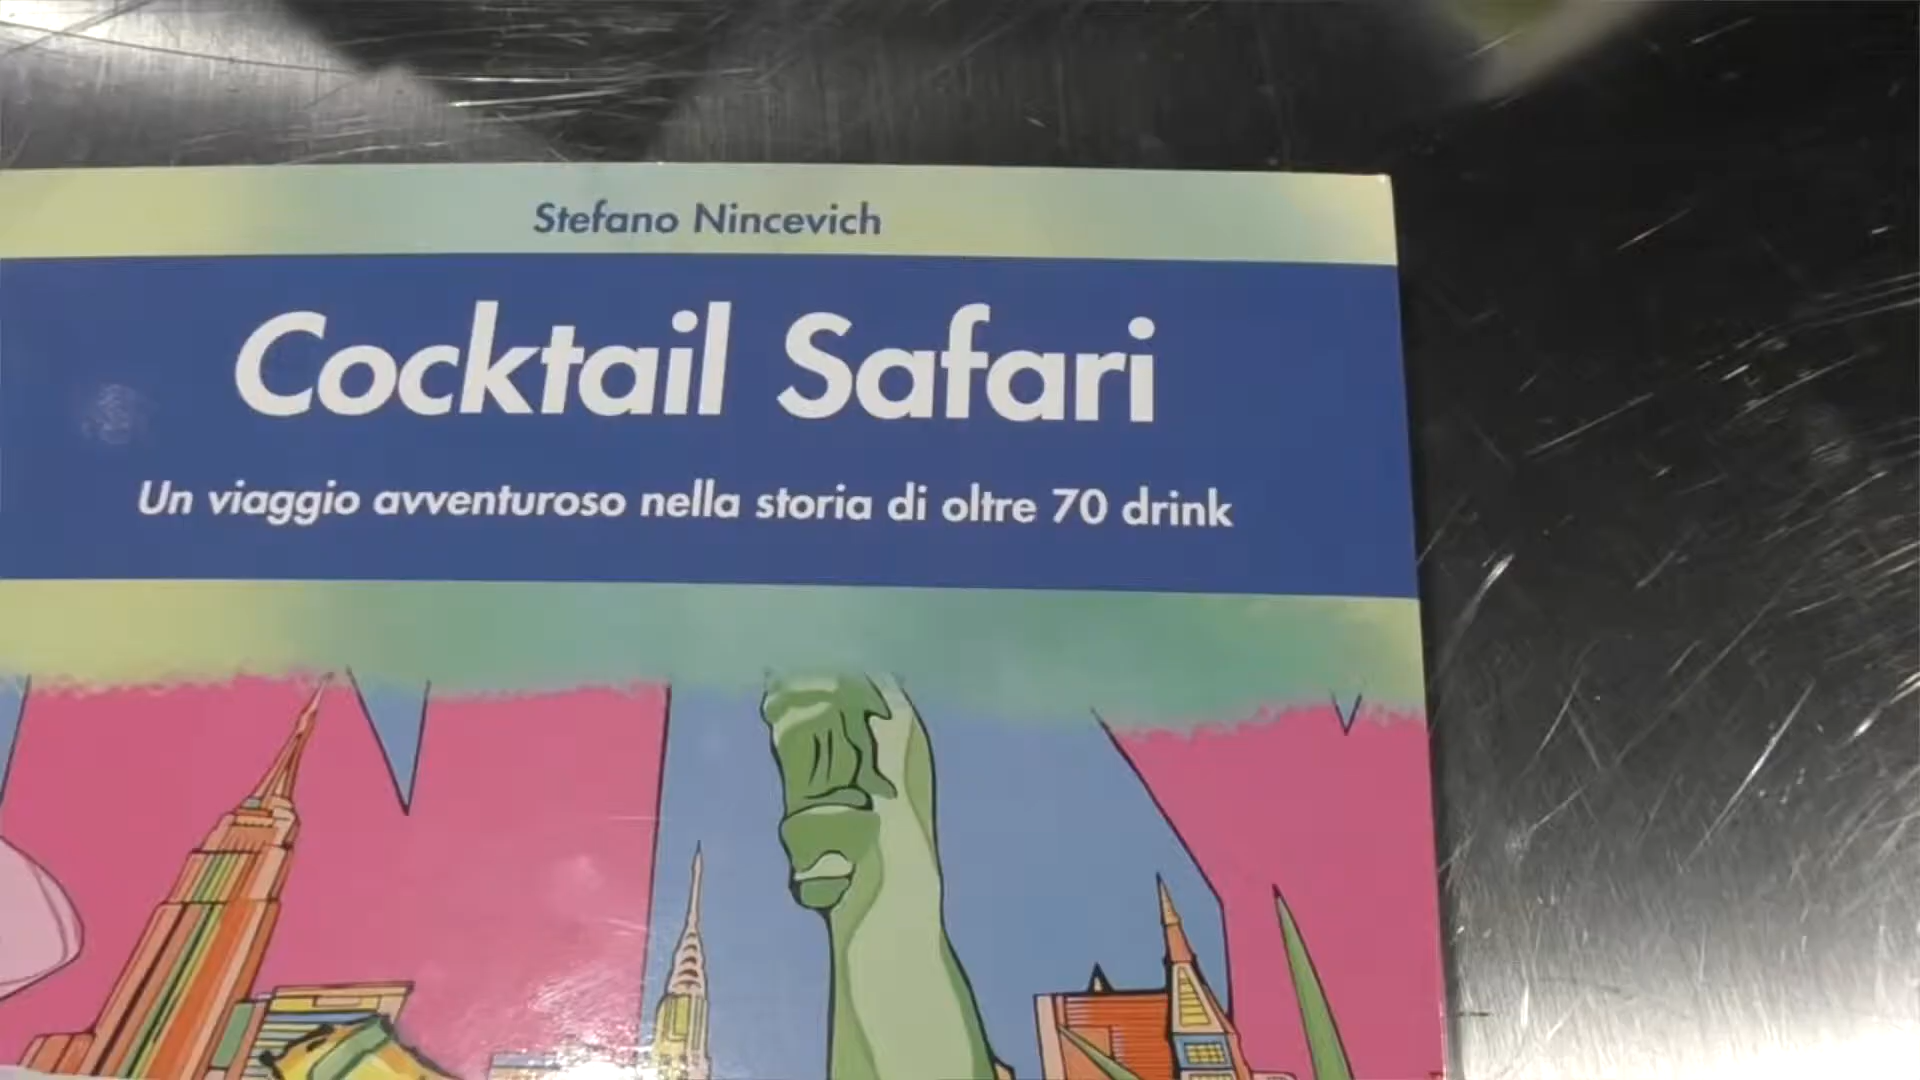 Stefano Nincevich
Cocktail Safari
Un viaggio avventuroso nella storia di oltre 70 drink